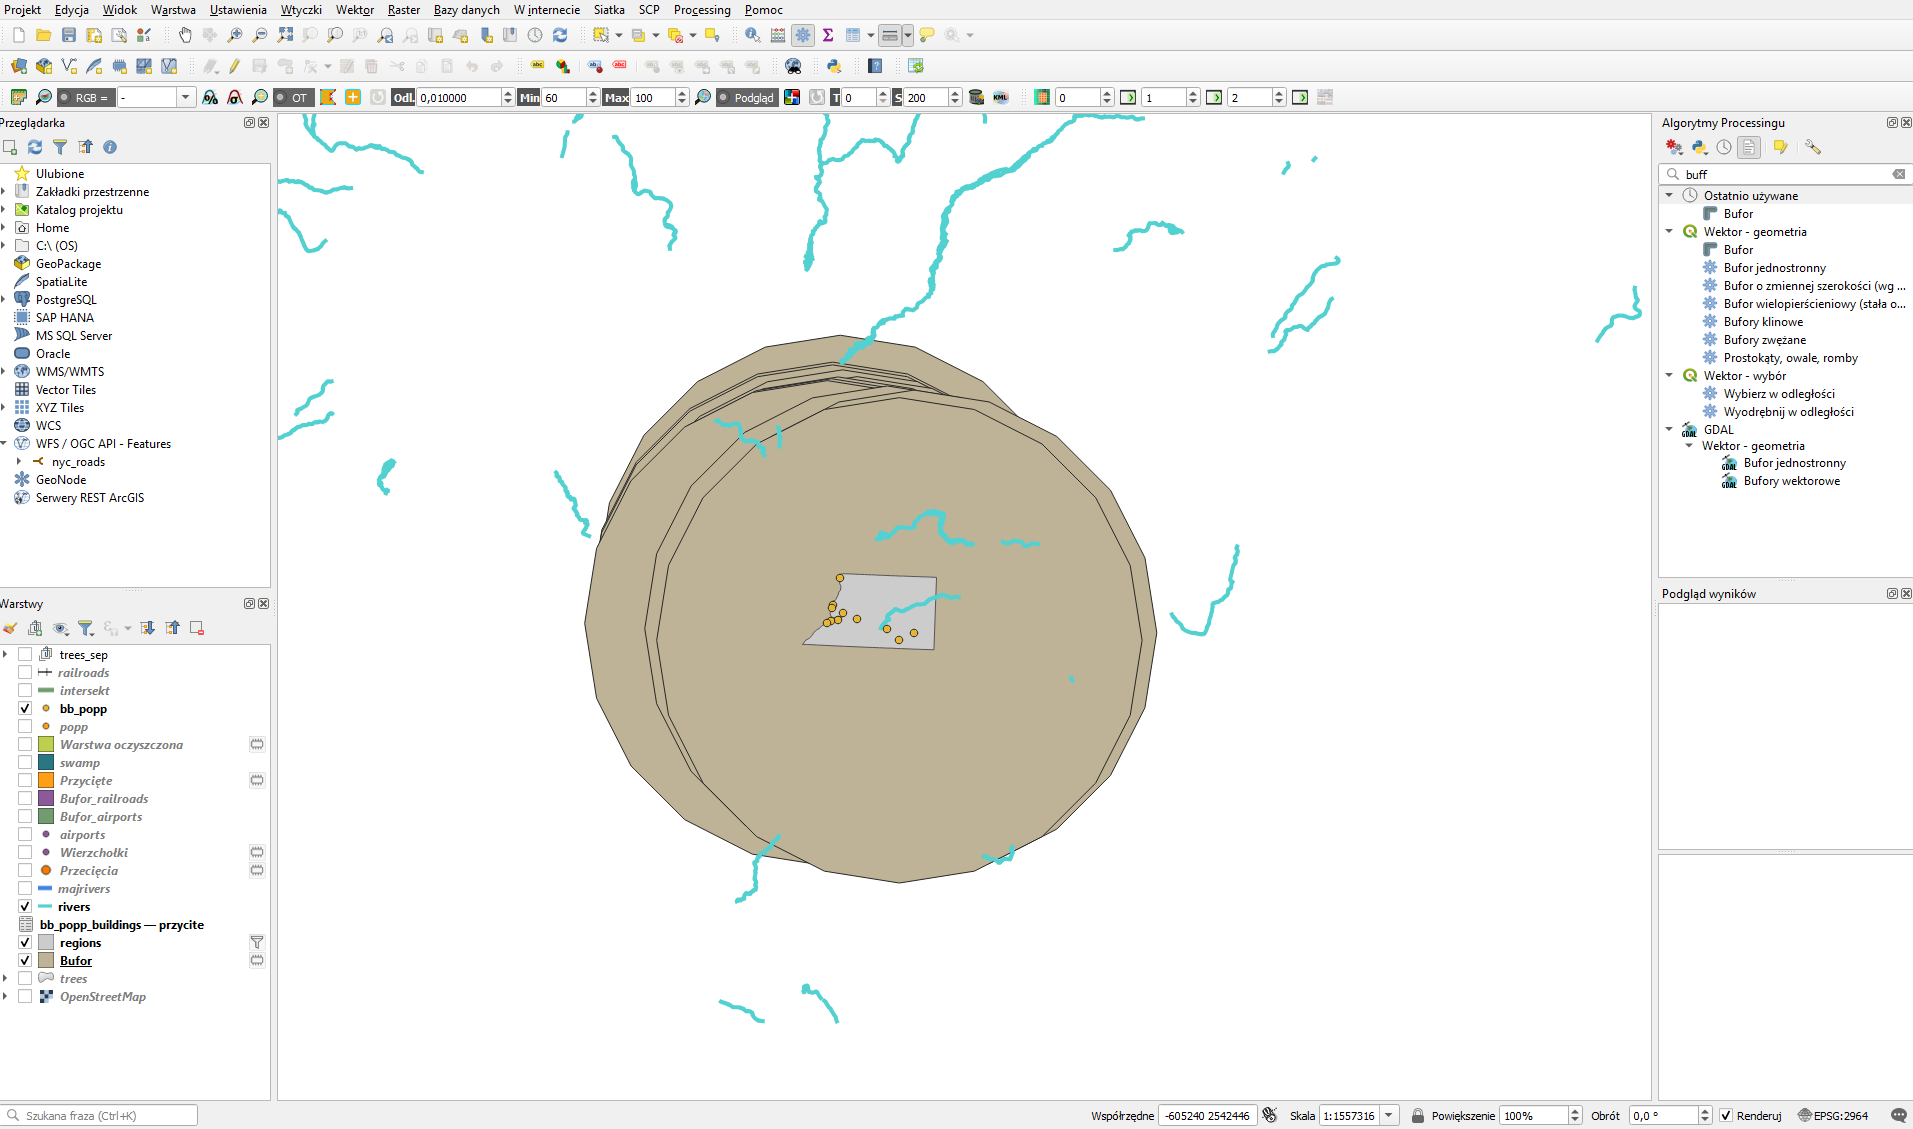 Projekt Edycja Widok Warstwa Ustawienia Wtyczki Wektor Raster Bazy danych W internecie Siatka SCP Processing Pomoc
RGB = - OT Odl. 0,010000 Min 60 Max 100 Podgląd T 0 S 200 KML 0 1 2
Przeglądarka
Ulubione
Zakładki przestrzenne
Katalog projektu
Home
C:\ (OS)
GeoPackage
SpatiaLite
PostgreSQL
SAP HANA
MS SQL Server
Oracle
WMS/WMTS
Vector Tiles
XYZ Tiles
WCS
WFS / OGC API - Features
nyc_roads
GeoNode
Serwery REST ArcGIS
Warstwy
trees_sep
railroads
intersekt
bb_popp
popp
Warstwa oczyszczona
swamp
Przycięte
Bufor_railroads
Bufor_airports
airports
Wierzchołki
Przecięcia
majrivers
rivers
bb_popp_buildings — przycite
regions
Bufor
trees
OpenStreetMap
Algorytmy Processingu
buff
Ostatnio używane
Bufor
Wektor - geometria
Bufor
Bufor jednostronny
Bufor o zmiennej szerokości (wg ...
Bufor wielopierścieniowy (stała o...
Bufory klinowe
Bufory zwężane
Prostokąty, owale, romby
Wektor - wybór
Wybierz w odległości
Wyodrębnij w odległości
GDAL
Wektor - geometria
Bufor jednostronny
Bufory wektorowe
Podgląd wyników
Szukana fraza (Ctrl+K)
Współrzędne -605240 2542446 Skala 1:1557316 Powiększenie 100% Obrót 0,0 ° Renderuj EPSG:2964